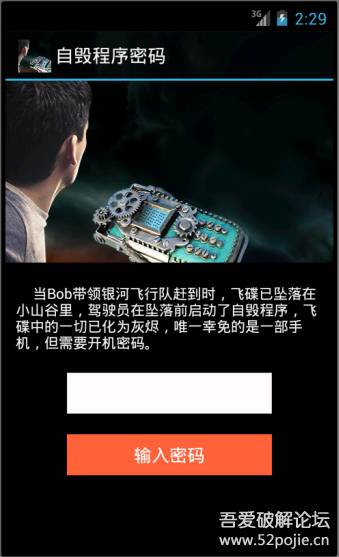 3G 2:29
自毁程序密码
当Bob带领银河飞行队赶到时，飞碟已坠落在
小山谷里，驾驶员在坠落前启动了自毁程序，飞
碟中的一切已化为灰烬，唯一幸免的是一部手
机，但需要开机密码。
输入密码
吾爱破解论坛
www.52pojie.cn